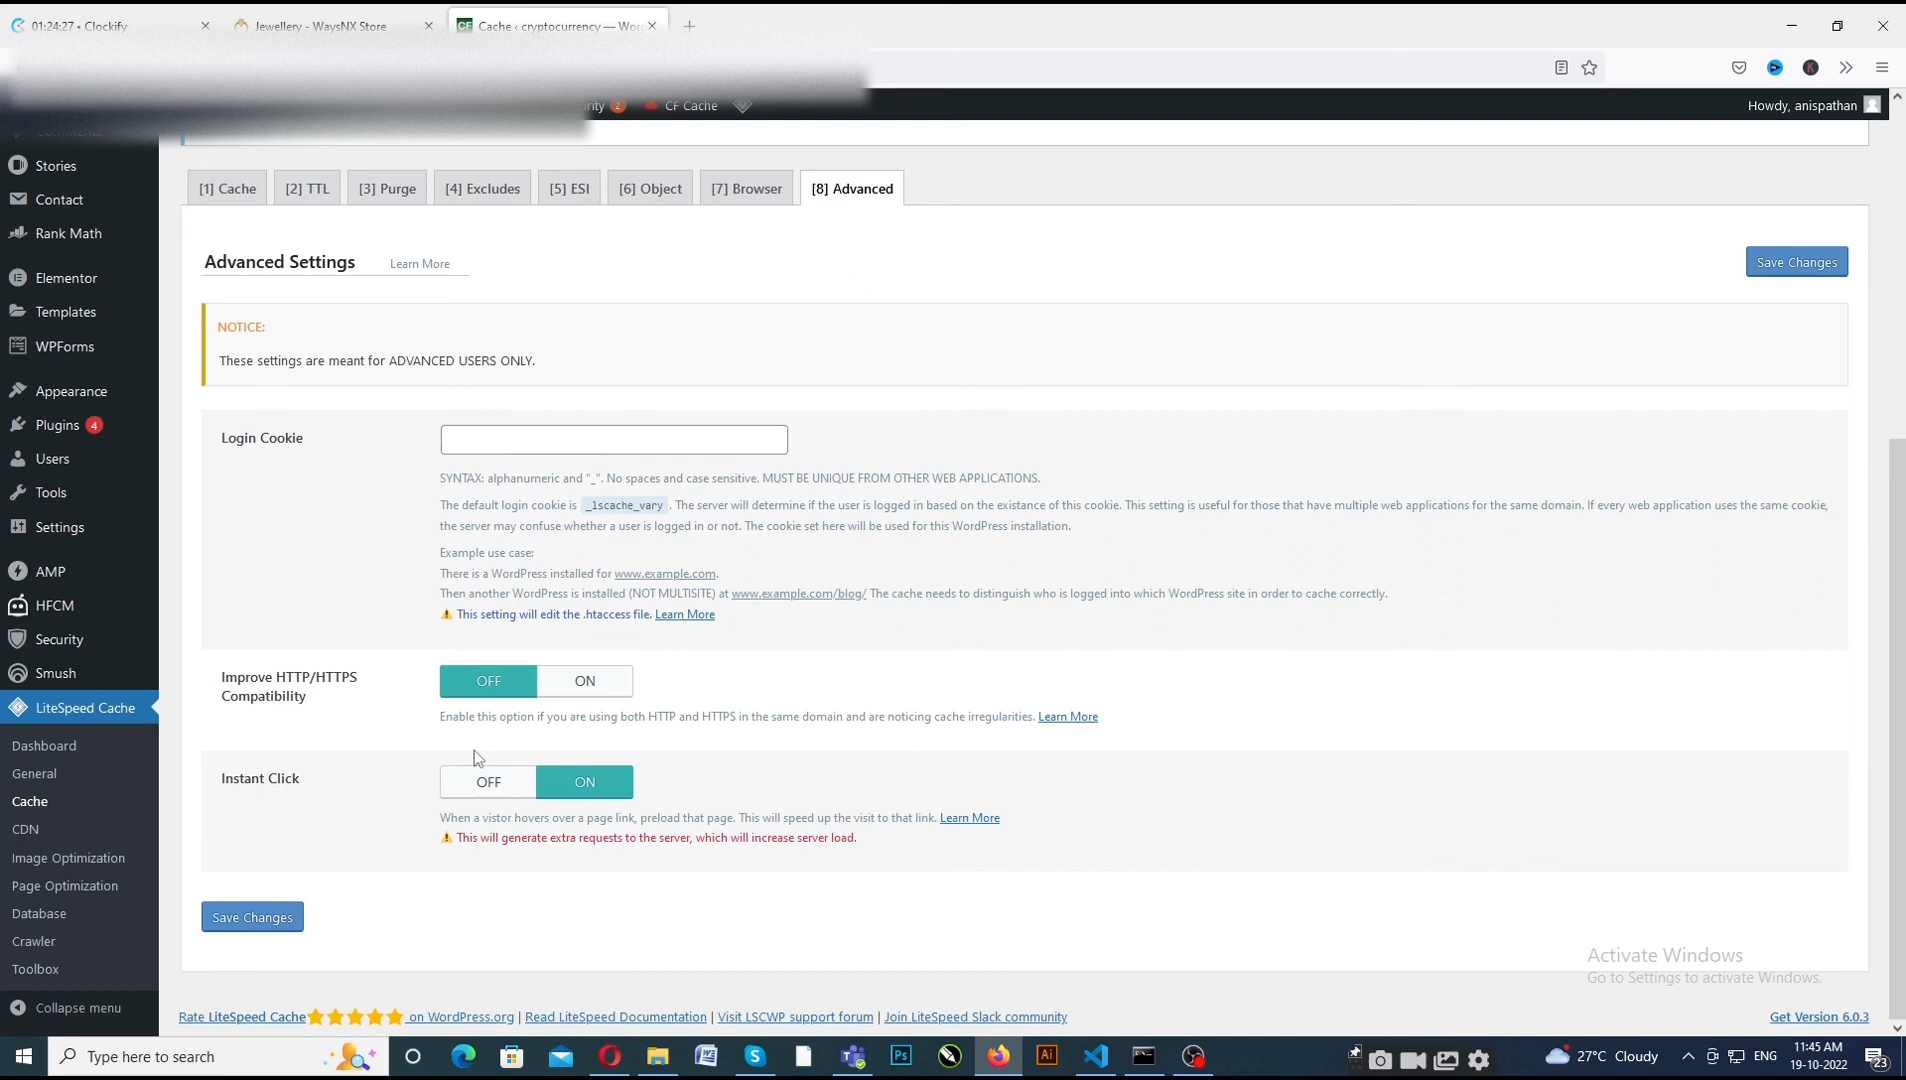 01:24:27 • Clockify
Jewellery - WaysNX Store
Cache ‹ cryptocurrency — Wor
2
CF Cache
Howdy, anispathan
Stories
Contact
Rank Math
Elementor
Templates
WPForms
Appearance
Plugins 4
Users
Tools
Settings
AMP
HFCM
Security
Smush
LiteSpeed Cache
Dashboard
General
Cache
CDN
Image Optimization
Page Optimization
Database
Crawler
Toolbox
Collapse menu
[1] Cache
[2] TTL
[3] Purge
[4] Excludes
[5] ESI
[6] Object
[7] Browser
[8] Advanced
Advanced Settings
Learn More
Save Changes
NOTICE:
These settings are meant for ADVANCED USERS ONLY.
Login Cookie
SYNTAX: alphanumeric and "_". No spaces and case sensitive. MUST BE UNIQUE FROM OTHER WEB APPLICATIONS.
The default login cookie is _lscache_vary . The server will determine if the user is logged in based on the existance of this cookie. This setting is useful for those that have multiple web applications for the same domain. If every web application uses the same cookie,
the server may confuse whether a user is logged in or not. The cookie set here will be used for this WordPress installation.
Example use case:
There is a WordPress installed for www.example.com.
Then another WordPress is installed (NOT MULTISITE) at www.example.com/blog/ The cache needs to distinguish who is logged into which WordPress site in order to cache correctly.
This setting will edit the .htaccess file. Learn More
Improve HTTP/HTTPS
Compatibility
OFF
ON
Enable this option if you are using both HTTP and HTTPS in the same domain and are noticing cache irregularities. Learn More
Instant Click
OFF
ON
When a vistor hovers over a page link, preload that page. This will speed up the visit to that link. Learn More
This will generate extra requests to the server, which will increase server load.
Save Changes
Activate Windows
Go to Settings to activate Windows.
Rate LiteSpeed Cache on WordPress.org | Read LiteSpeed Documentation | Visit LSCWP support forum | Join LiteSpeed Slack community
Get Version 6.0.3
Type here to search
27°C Cloudy
ENG
11:45 AM
19-10-2022
23